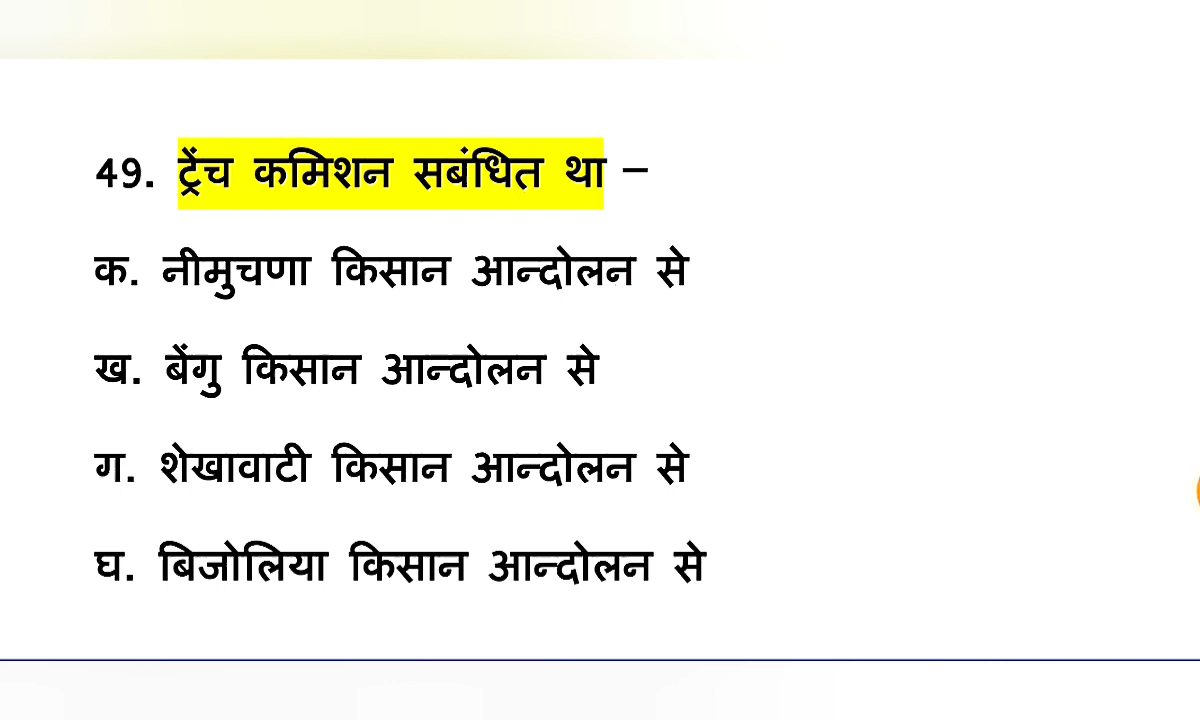 49. ट्रेंच कमिशन सबंधित था –
क. नीमुचणा किसान आन्दोलन से
ख. बेंगु किसान आन्दोलन से
ग. शेखावाटी किसान आन्दोलन से
घ. बिजोलिया किसान आन्दोलन से